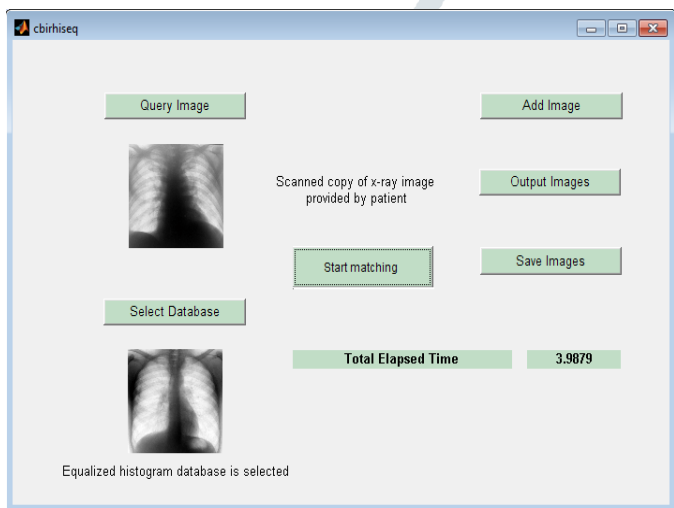 cbirhiseq
Query Image
Add Image
Scanned copy of x-ray image
provided by patient
Output Images
Start matching
Save Images
Select Database
Total Elapsed Time 3.9879
Equalized histogram database is selected